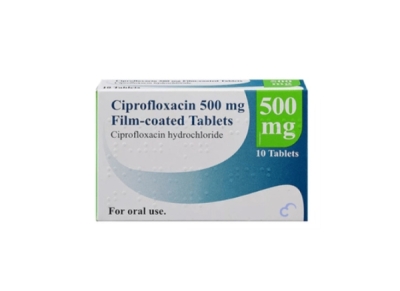 Ciprofloxacin 500 mg
Film-coated Tablets
Ciprofloxacin hydrochloride
500
mg
10 Tablets
For oral use.